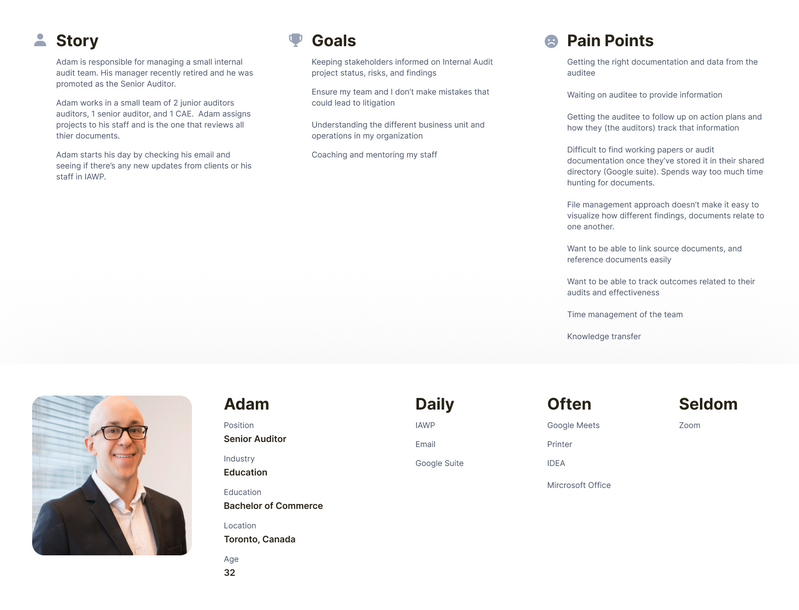 Story
Adam is responsible for managing a small internal
audit team. His manager recently retired and he was
promoted as the Senior Auditor.
Adam works in a small team of 2 junior auditors
auditors, 1 senior auditor, and 1 CAE.  Adam assigns
projects to his staff and is the one that reviews all
thier documents.
Adam starts his day by checking his email and
seeing if there's any new updates from clients or his
staff in IAWP.
Goals
Keeping stakeholders informed on Internal Audit
project status, risks, and findings
Ensure my team and I don't make mistakes that
could lead to litigation
Understanding the different business unit and
operations in my organization
Coaching and mentoring my staff
Pain Points
Getting the right documentation and data from the
auditee
Waiting on auditee to provide information
Getting the auditee to follow up on action plans and
how they (the auditors) track that information
Difficult to find working papers or audit
documentation once they've stored it in their shared
directory (Google suite). Spends way too much time
hunting for documents.
File management approach doesn't make it easy to
visualize how different findings, documents relate to
one another.
Want to be able to link source documents, and
reference documents easily
Want to be able to track outcomes related to their
audits and effectiveness
Time management of the team
Knowledge transfer
Adam
Position
Senior Auditor
Industry
Education
Education
Bachelor of Commerce
Location
Toronto, Canada
Age
32
Daily
IAWP
Email
Google Suite
Often
Google Meets
Printer
IDEA
Mircrosoft Office
Seldom
Zoom